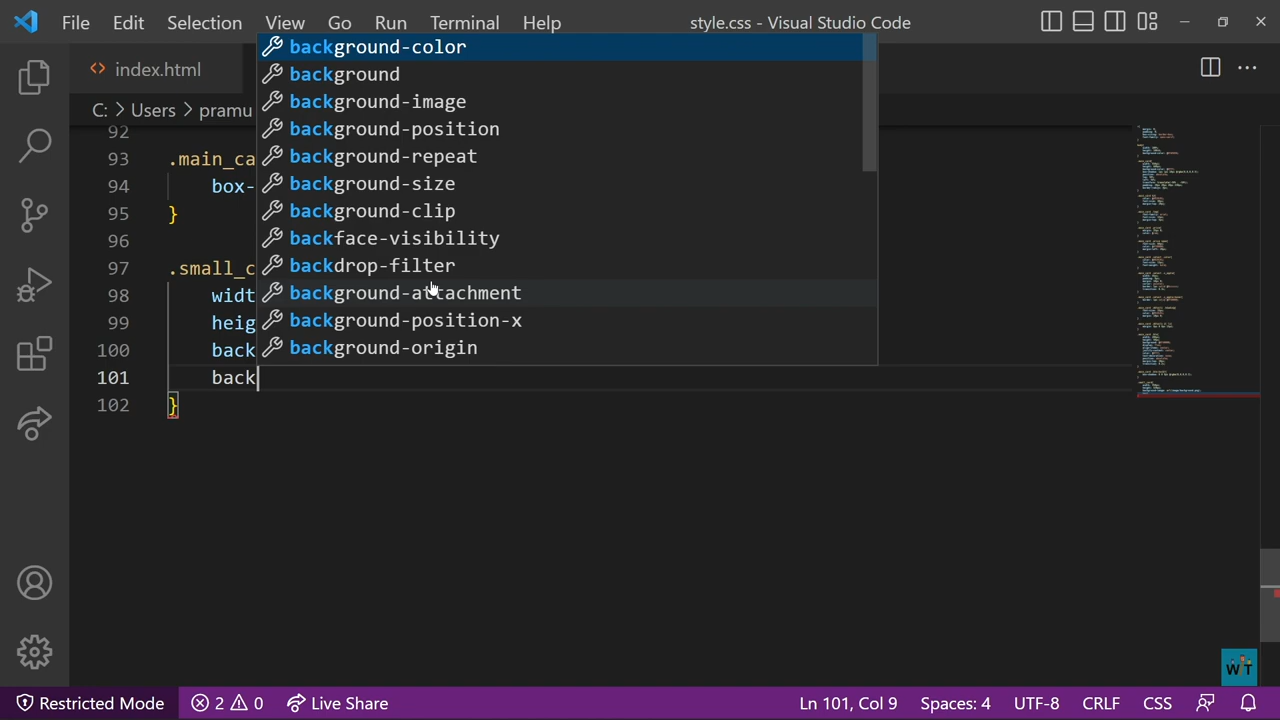 File Edit Selection View Go Run Terminal Help style.css - Visual Studio Code
index.html
C: > Users > pramu
92
93 .main_ca
94 box-
95 }
96
97 .small_c
98 widt
99 heig
100 back
101 back
102 }
background-color
background
background-image
background-position
background-repeat
background-size
background-clip
backface-visibility
backdrop-filter
background-attachment
background-position-x
background-origin
WT
Restricted Mode 2 0 Live Share Ln 101, Col 9 Spaces: 4 UTF-8 CRLF CSS